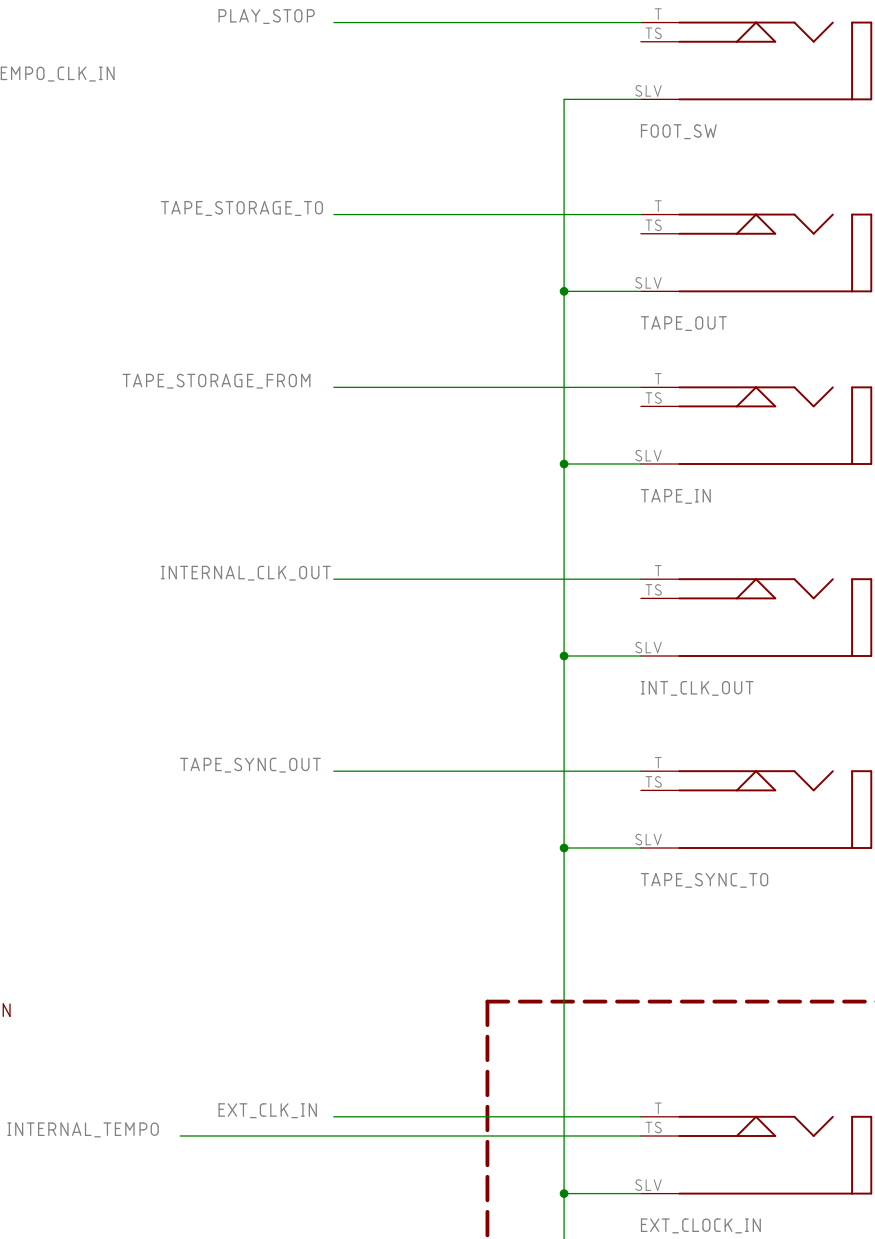 PLAY_STOP
T
TS
EMPO_CLK_IN
SLV
FOOT_SW
TAPE_STORAGE_TO
T
TS
SLV
TAPE_OUT
TAPE_STORAGE_FROM
T
TS
SLV
TAPE_IN
INTERNAL_CLK_OUT
T
TS
SLV
INT_CLK_OUT
TAPE_SYNC_OUT
T
TS
SLV
TAPE_SYNC_TO
N
EXT_CLK_IN
T
INTERNAL_TEMPO
TS
SLV
EXT_CLOCK_IN